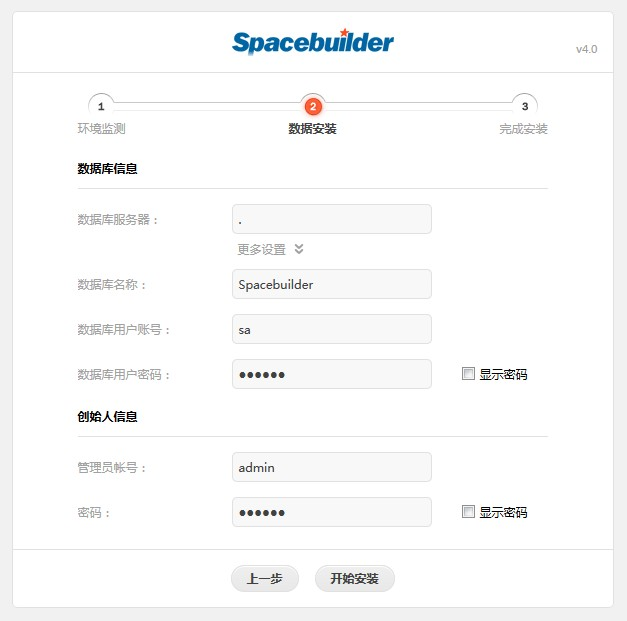 Spacebuilder
v4.0
1 2 3
环境监测 数据安装 完成安装
数据库信息
数据库服务器： .
更多设置
数据库名称： Spacebuilder
数据库用户账号： sa
数据库用户密码： ●●●●●● 显示密码
创始人信息
管理员帐号： admin
密码： ●●●●●● 显示密码
上一步 开始安装